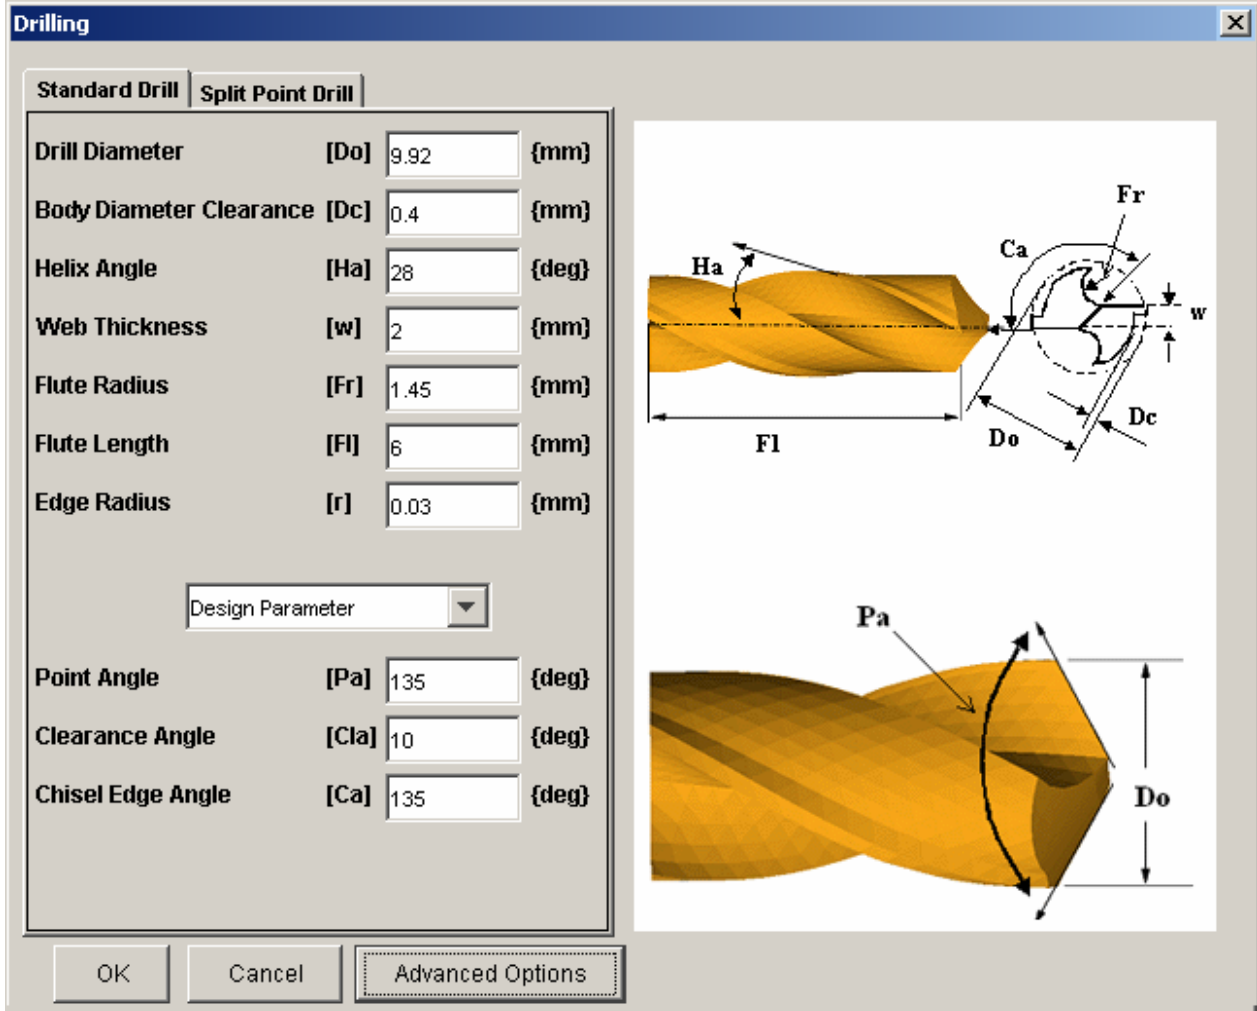 Drilling
Standard Drill
Split Point Drill
Drill Diameter [Do] 9.92 {mm}
Body Diameter Clearance [Dc] 0.4 {mm}
Helix Angle [Ha] 28 {deg}
Web Thickness [w] 2 {mm}
Flute Radius [Fr] 1.45 {mm}
Flute Length [Fl] 6 {mm}
Edge Radius [r] 0.03 {mm}
Design Parameter
Point Angle [Pa] 135 {deg}
Clearance Angle [Cla] 10 {deg}
Chisel Edge Angle [Ca] 135 {deg}
OK
Cancel
Advanced Options
Fr
Ca
Ha
w
Dc
Do
Fl
Pa
Do